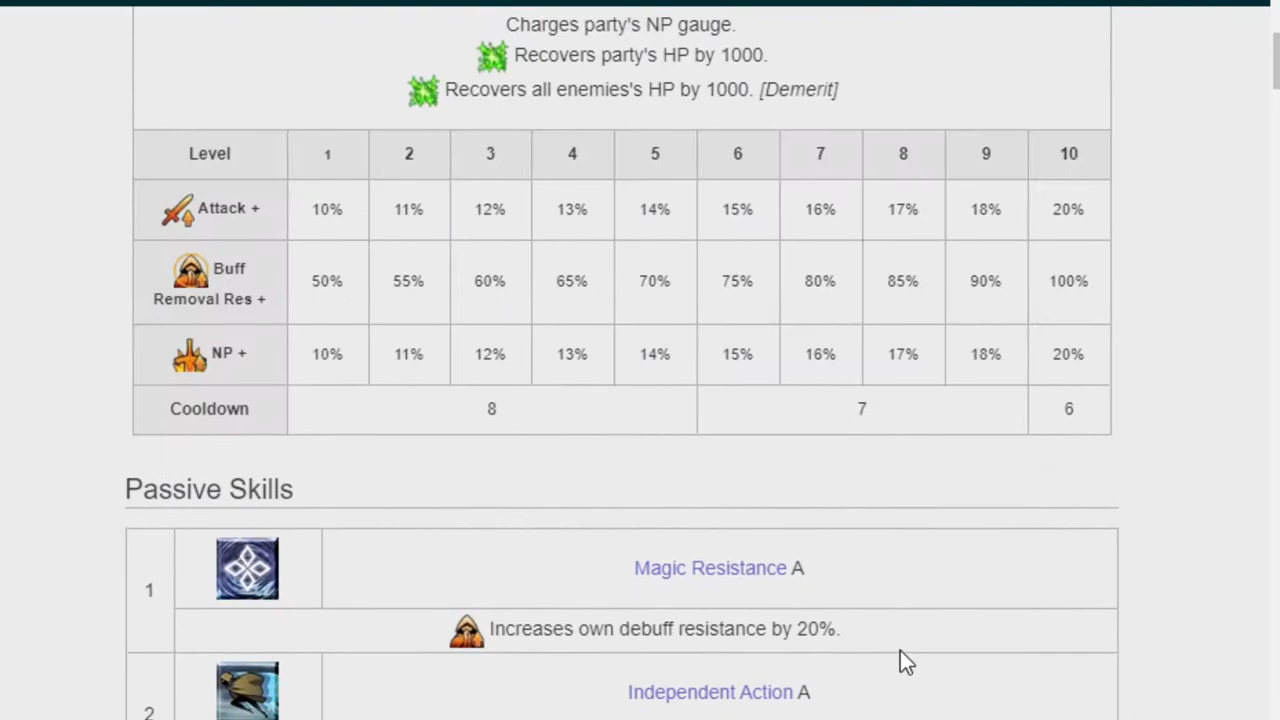 Charges party's NP gauge.
Recovers party's HP by 1000.
Recovers all enemies's HP by 1000. [Demerit]
Level 1 2 3 4 5 6 7 8 9 10
Attack + 10% 11% 12% 13% 14% 15% 16% 17% 18% 20%
Buff
Removal Res + 50% 55% 60% 65% 70% 75% 80% 85% 90% 100%
NP + 10% 11% 12% 13% 14% 15% 16% 17% 18% 20%
Cooldown 8 7 6
Passive Skills
1 Magic Resistance A
Increases own debuff resistance by 20%.
2 Independent Action A